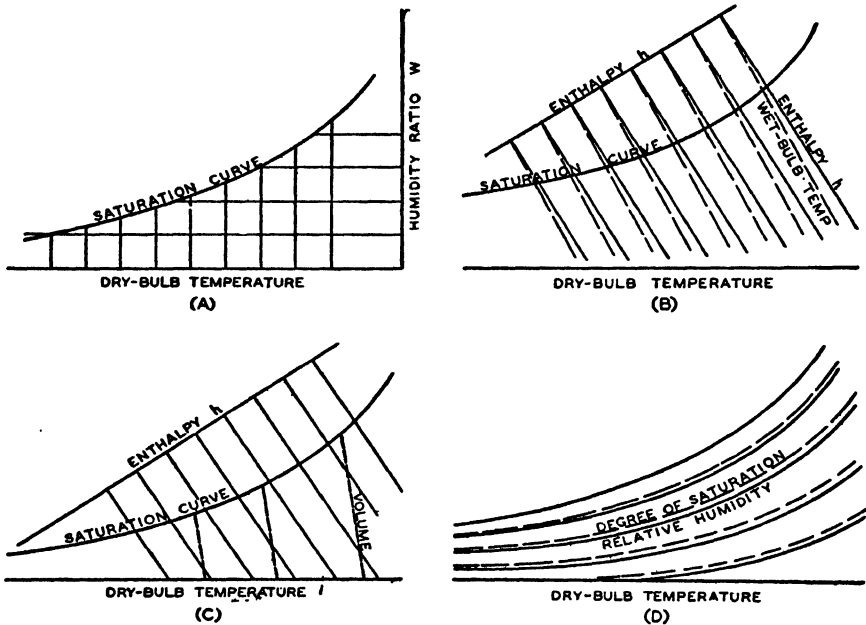 SATURATION CURVE
HUMIDITY RATIO W
DRY-BULB TEMPERATURE
(A)
ENTHALPY h
SATURATION CURVE
ENTHALPY h
WET-BULB TEMP
DRY-BULB TEMPERATURE
(B)
ENTHALPY h
SATURATION CURVE
VOLUME
DRY-BULB TEMPERATURE
(C)
DEGREE OF SATURATION
RELATIVE HUMIDITY
DRY-BULB TEMPERATURE
(D)